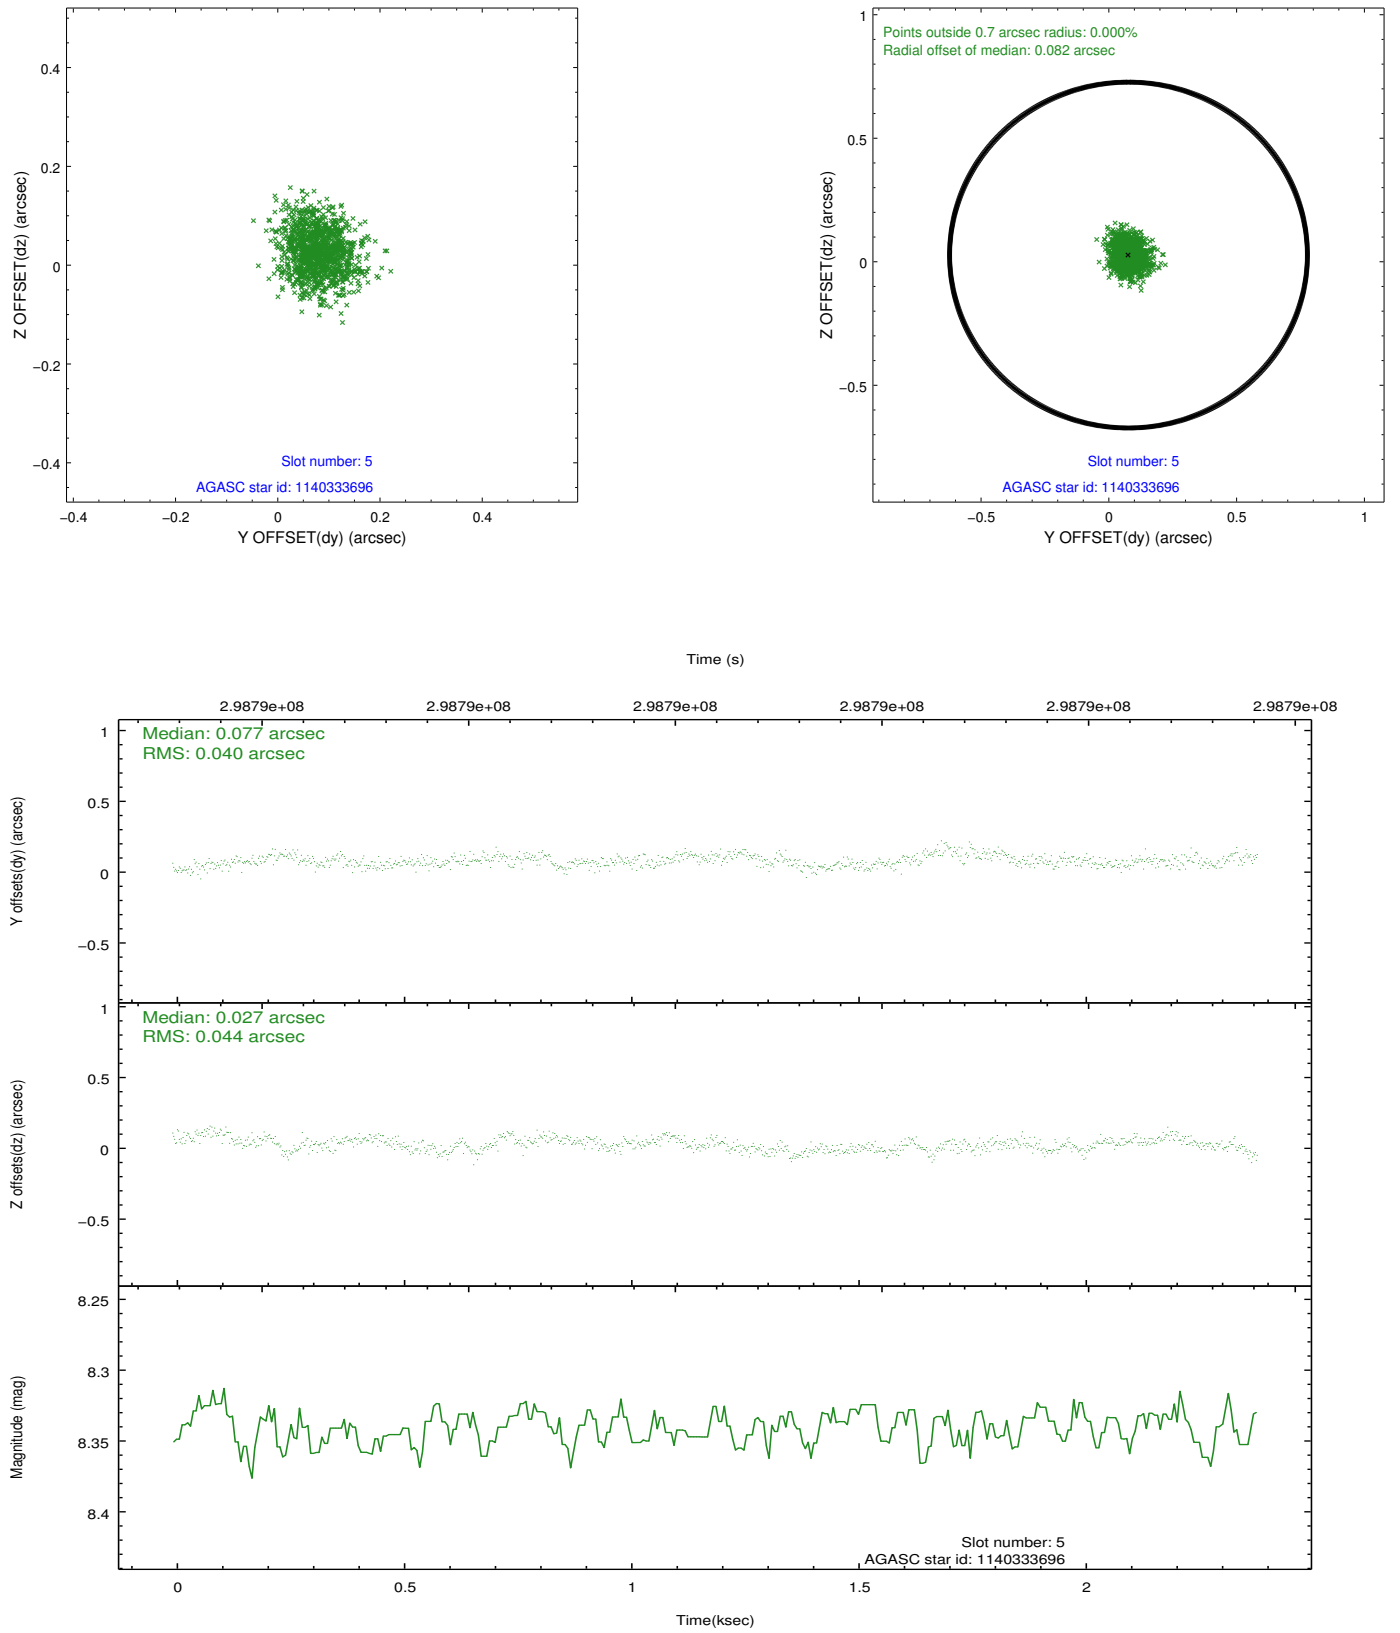 0.4
0.2
0
−0.2
−0.4
Z OFFSET(dz) (arcsec)
Slot number: 5
AGASC star id: 1140333696
−0.4 −0.2 0 0.2 0.4
Y OFFSET(dy) (arcsec)
Points outside 0.7 arcsec radius: 0.000%
Radial offset of median: 0.082 arcsec
1
0.5
0
−0.5
Z OFFSET(dz) (arcsec)
Slot number: 5
AGASC star id: 1140333696
−0.5 0 0.5 1
Y OFFSET(dy) (arcsec)
Time (s)
2.9879e+08 2.9879e+08 2.9879e+08 2.9879e+08 2.9879e+08 2.9879e+08
Median: 0.077 arcsec
RMS: 0.040 arcsec
1
0.5
0
−0.5
Y offsets(dy) (arcsec)
Median: 0.027 arcsec
RMS: 0.044 arcsec
1
0.5
0
−0.5
Z offsets(dz) (arcsec)
8.25
8.3
8.35
8.4
Magnitude (mag)
Slot number: 5
AGASC star id: 1140333696
0 0.5 1 1.5 2
Time(ksec)